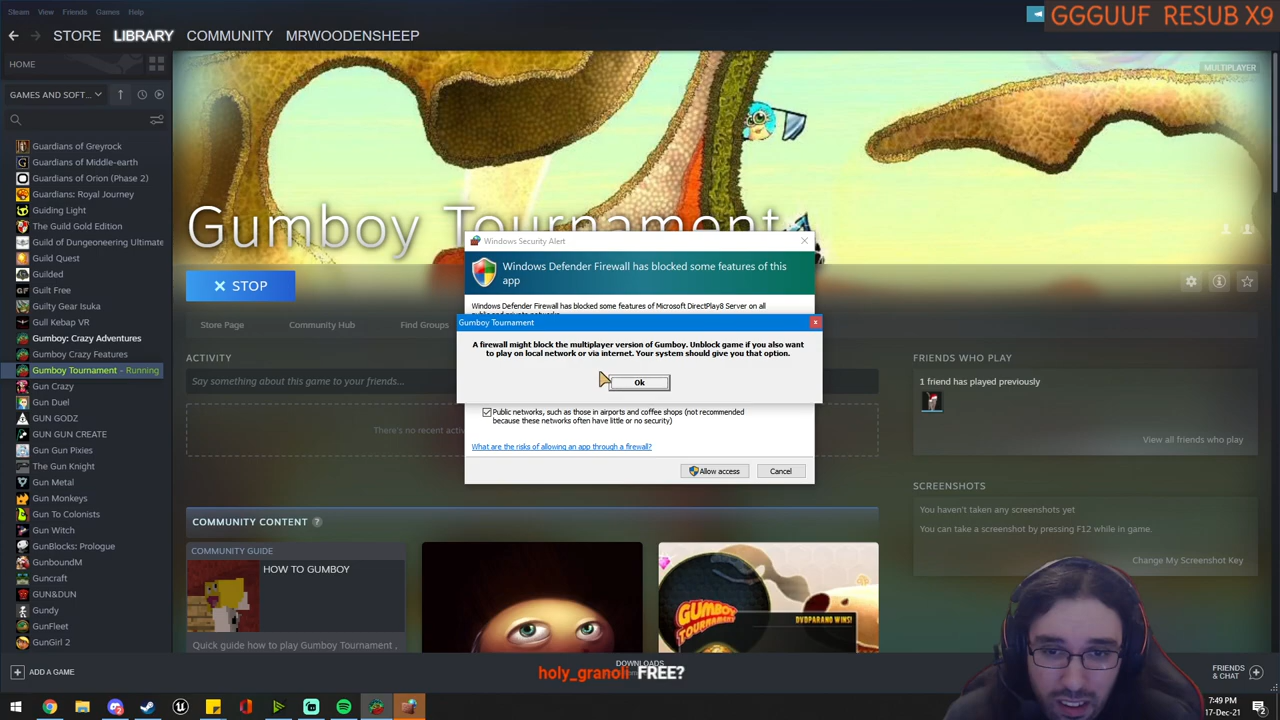 Steam View Friends Games Help
GGGUUF RESUB X9
STORE LIBRARY COMMUNITY MRWOODENSHEEP
HOME
MULTIPLAYER
GAMES AND SOFT...
Guardians of Greyrock
Guardians of Middle-earth
Guardians of Orion (Phase 2)
Guardians: Royal Journey
Guiding Light
The Guild Gold Edition
Guild of Dungeoneering Ultimate
Guild Quest
Guilded
Guilt Free
Guilty Gear Isuka
Gull Kebap VR
Gumboy: Crazy Adventures
Gumboy Crazy Features
Gumboy Tournament - Running
Gun Crazy
Gun Duel
GUN GODZ
GUN GUN CREATE
Gun Gun Pixies
The Gun Knight
Gun Metal
Gun Monkeys
Gun To Colonists
Gun Witch
GunBlocks: Prologue
GunboundM
Guncraft
GUN&DUN
Gundy
GunFleet
GunGirl 2
Gumboy Tournament
STOP
Store Page Community Hub Find Groups
ACTIVITY
Say something about this game to your friends...
There's no recent activ
Windows Security Alert
Windows Defender Firewall has blocked some features of this
app
Windows Defender Firewall has blocked some features of Microsoft DirectPlay8 Server on all
Gumboy Tournament
A firewall might block the multiplayer version of Gumboy. Unblock game if you also want
to play on local network or via internet. Your system should give you that option.
Ok
Public networks, such as those in airports and coffee shops (not recommended
because these networks often have little or no security)
What are the risks of allowing an app through a firewall?
Allow access Cancel
FRIENDS WHO PLAY
1 friend has played previously
View all friends who play
SCREENSHOTS
You haven't taken any screenshots yet
You can take a screenshot by pressing F12 while in game.
Change My Screenshot Key
COMMUNITY CONTENT ?
COMMUNITY GUIDE
HOW TO GUMBOY
Quick guide how to play Gumboy Tournament ,
GUMBOY
TOURNAMENT
DVDPARANO WINS!
ADD A GAME
DOWNLOADS
holy_granoli FREE?
FRIENDS
& CHAT
7:49 PM
17-Dec-21
2